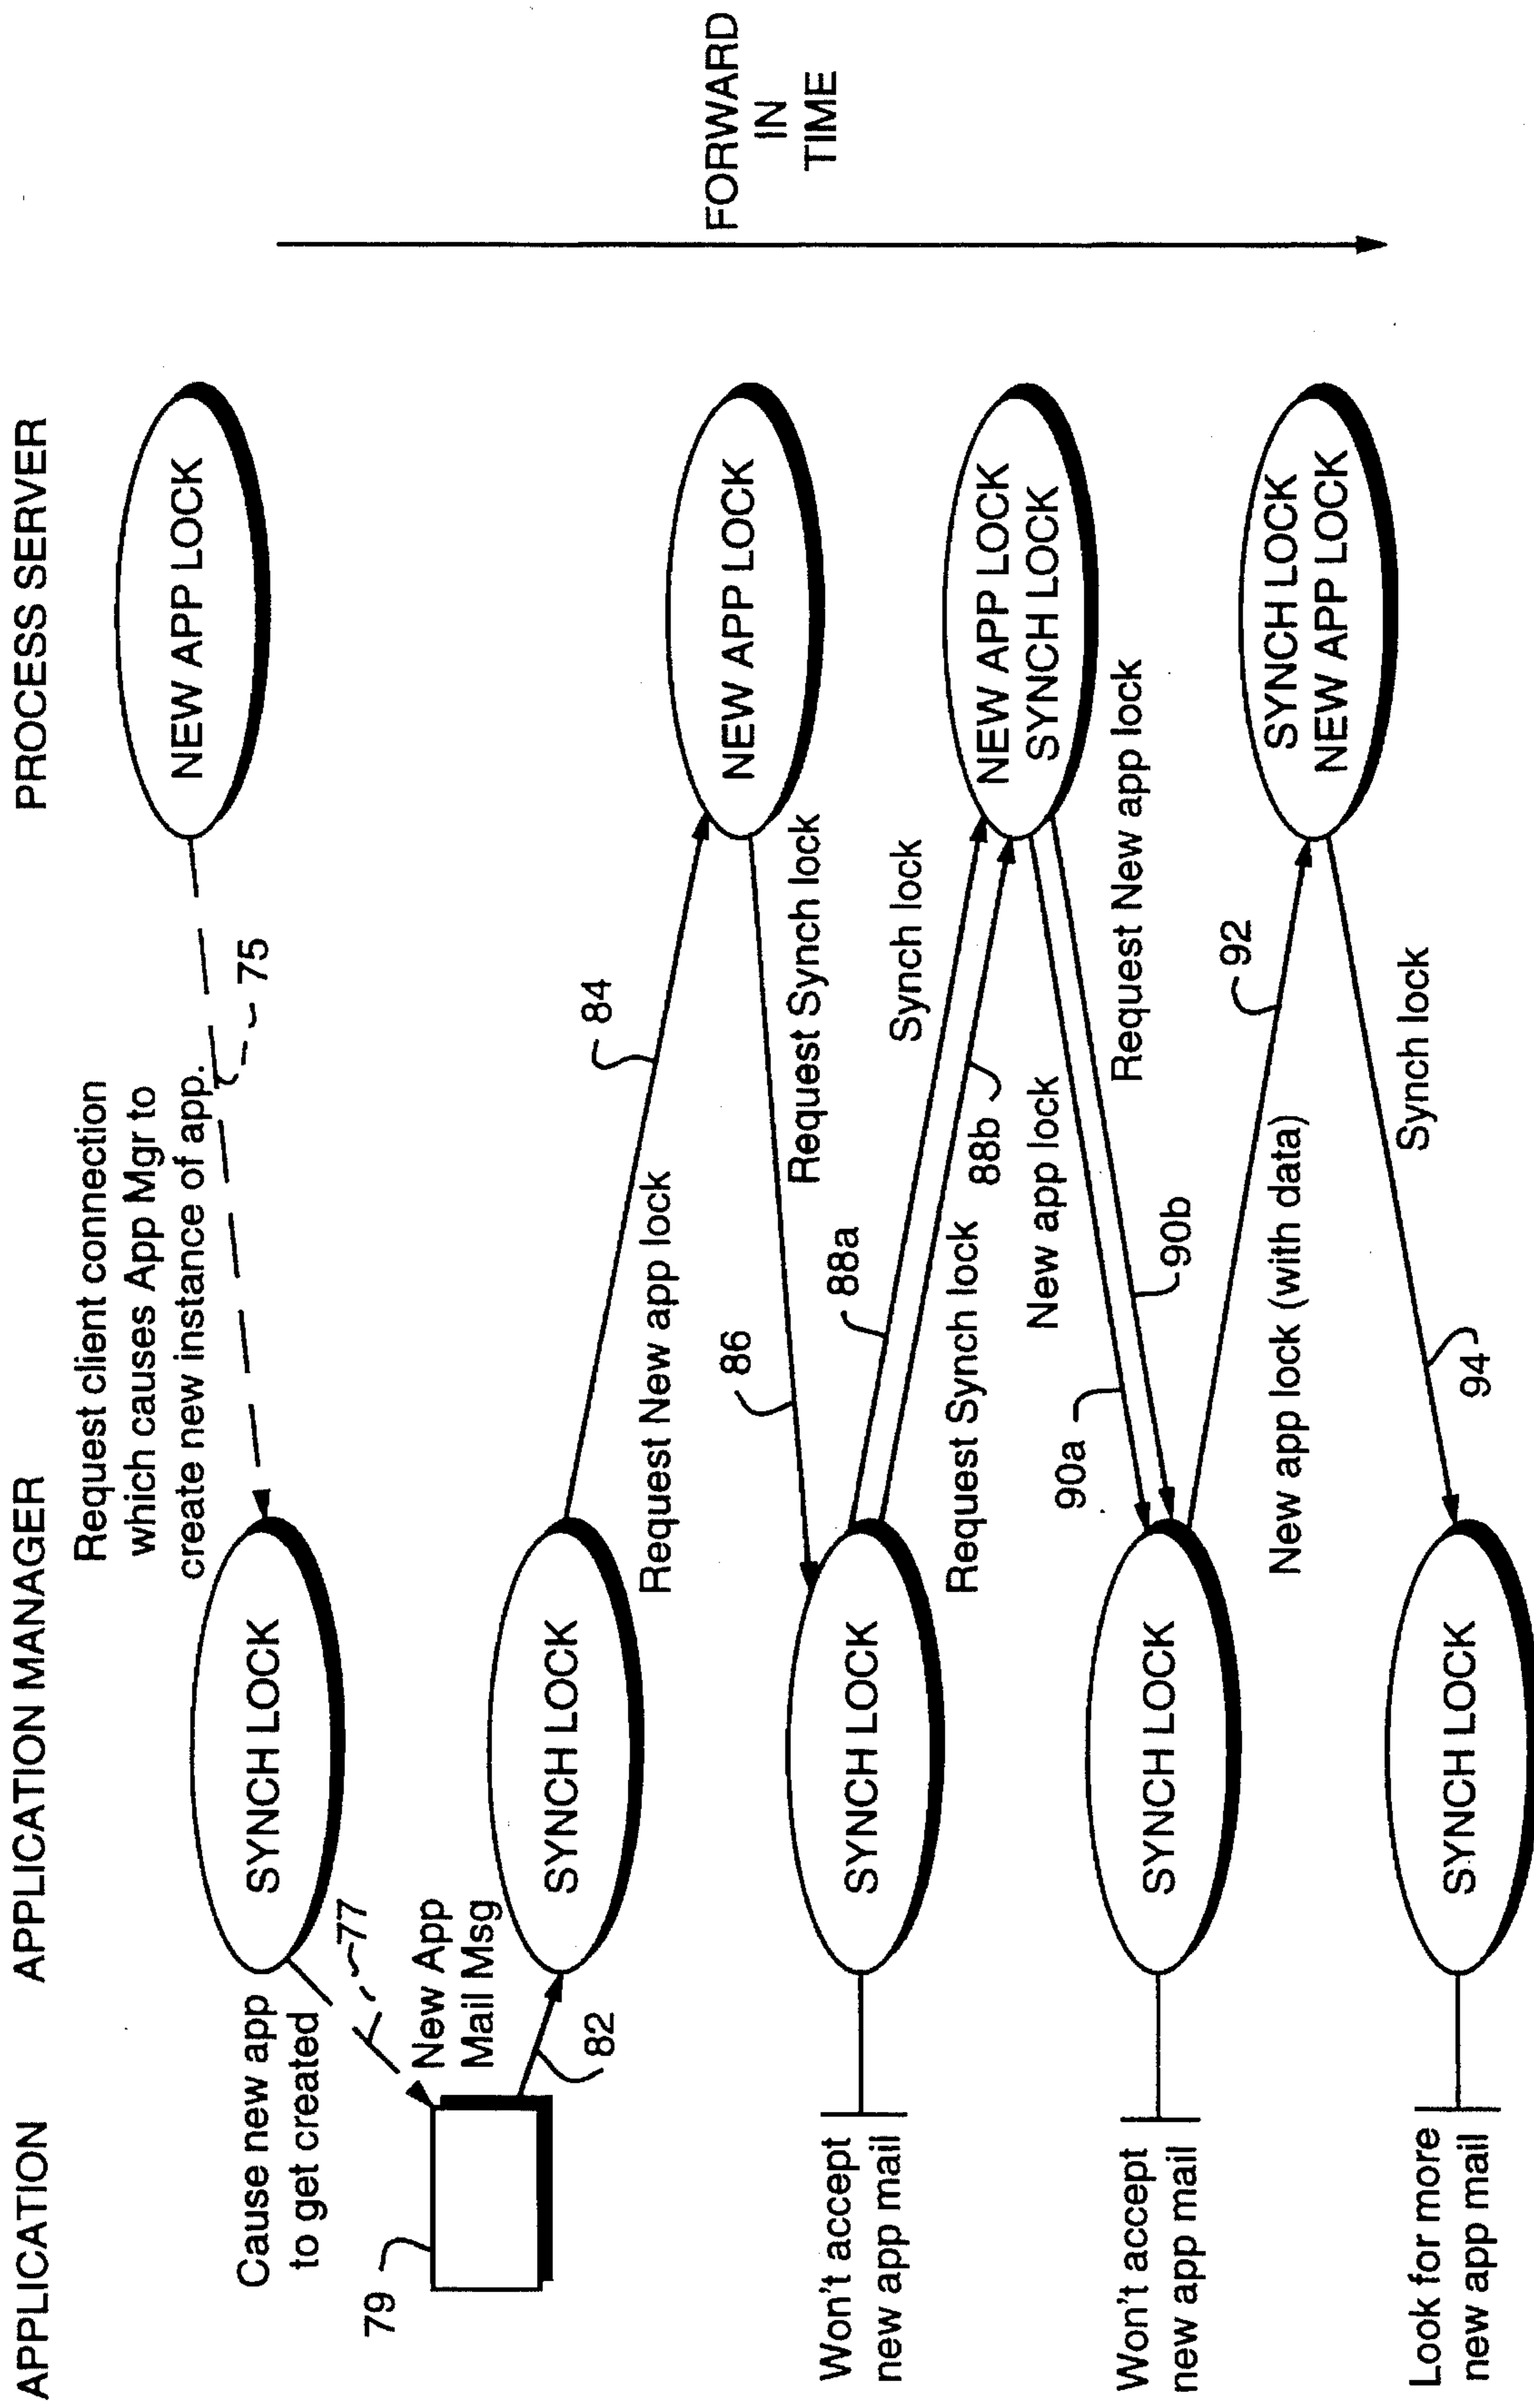 APPLICATION
APPLICATION MANAGER
PROCESS SERVER
Request client connection
which causes App Mgr to
create new instance of app.
75
NEW APP LOCK
SYNCH LOCK
Cause new app
to get created
77
New App
Mail Msg
79
82
SYNCH LOCK
84
Request New app lock
NEW APP LOCK
FORWARD
IN
TIME
86
Request Synch lock
Won't accept
new app mail
SYNCH LOCK
88a
Synch lock
88b
Request Synch lock
NEW APP LOCK
SYNCH LOCK
New app lock
90a
Request New app lock
90b
Won't accept
new app mail
SYNCH LOCK
92
New app lock (with data)
SYNCH LOCK
NEW APP LOCK
Synch lock
94
Look for more
new app mail
SYNCH LOCK